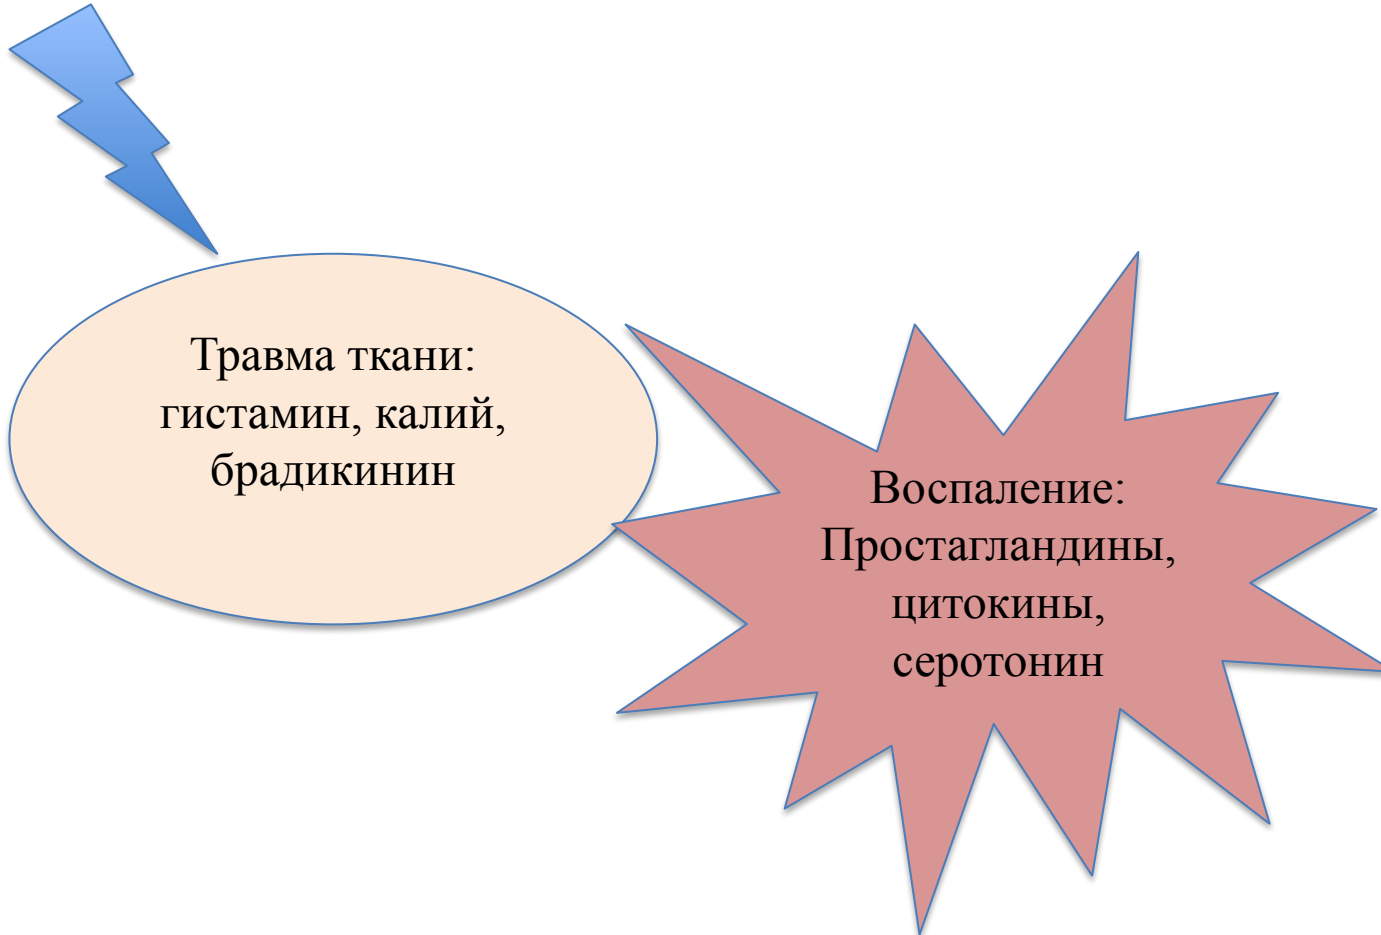 Травма ткани:
гистамин, калий,
брадикинин
Воспаление:
Простагландины,
цитокины,
серотонин